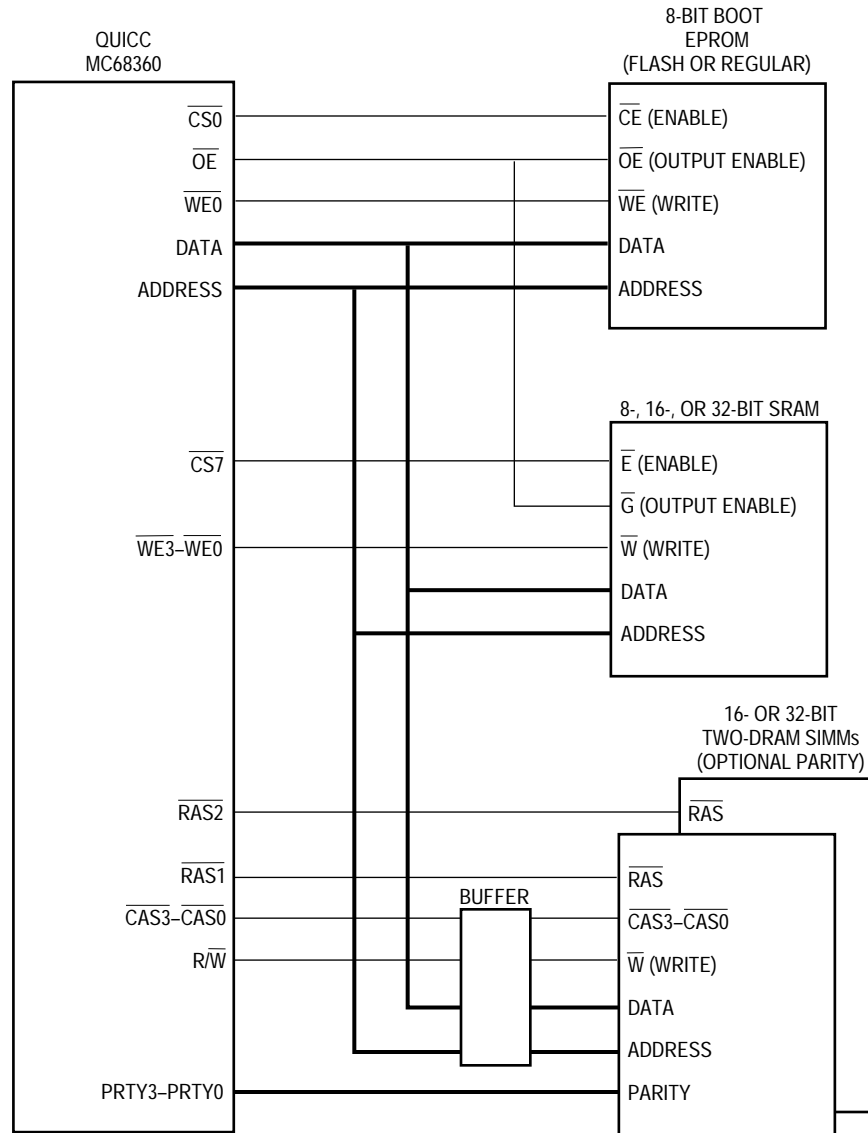 QUICC
MC68360
CS0
OE
WE0
DATA
ADDRESS
CS7
WE3–WE0
RAS2
RAS1
CAS3–CAS0
R/W
PRTY3–PRTY0
8-BIT BOOT
EPROM
(FLASH OR REGULAR)
CE (ENABLE)
OE (OUTPUT ENABLE)
WE (WRITE)
DATA
ADDRESS
8-, 16-, OR 32-BIT SRAM
E (ENABLE)
G (OUTPUT ENABLE)
W (WRITE)
DATA
ADDRESS
16- OR 32-BIT
TWO-DRAM SIMMs
(OPTIONAL PARITY)
RAS
BUFFER
RAS
CAS3–CAS0
W (WRITE)
DATA
ADDRESS
PARITY